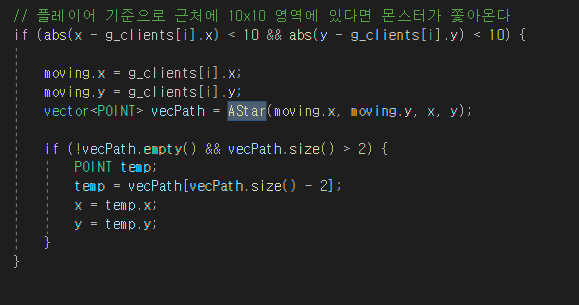 // 플레이어 기준으로 근처에 10x10 영역에 있다면 몬스터가 쫓아온다
if (abs(x - g_clients[i].x) < 10 && abs(y - g_clients[i].y) < 10) {
moving.x = g_clients[i].x;
moving.y = g_clients[i].y;
vector<POINT> vecPath = AStar(moving.x, moving.y, x, y);
if (!vecPath.empty() && vecPath.size() > 2) {
POINT temp;
temp = vecPath[vecPath.size() - 2];
x = temp.x;
y = temp.y;
}
}